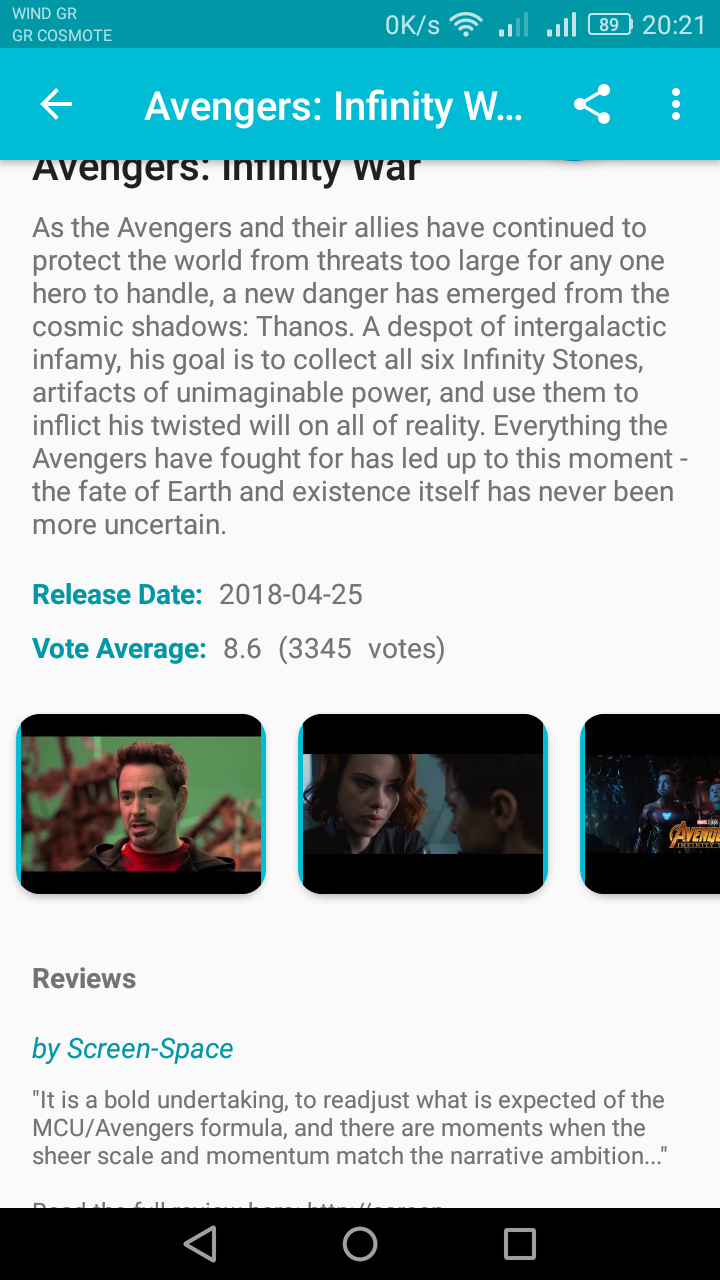 WIND GR
GR COSMOTE
0K/s
89
20:21
Avengers: Infinity W...
Avengers: Infinity War
As the Avengers and their allies have continued to
protect the world from threats too large for any one
hero to handle, a new danger has emerged from the
cosmic shadows: Thanos. A despot of intergalactic
infamy, his goal is to collect all six Infinity Stones,
artifacts of unimaginable power, and use them to
inflict his twisted will on all of reality. Everything the
Avengers have fought for has led up to this moment -
the fate of Earth and existence itself has never been
more uncertain.
Release Date: 2018-04-25
Vote Average: 8.6 (3345 votes)
Reviews
by Screen-Space
"It is a bold undertaking, to readjust what is expected of the
MCU/Avengers formula, and there are moments when the
sheer scale and momentum match the narrative ambition..."
Read the full review here: http://screen-